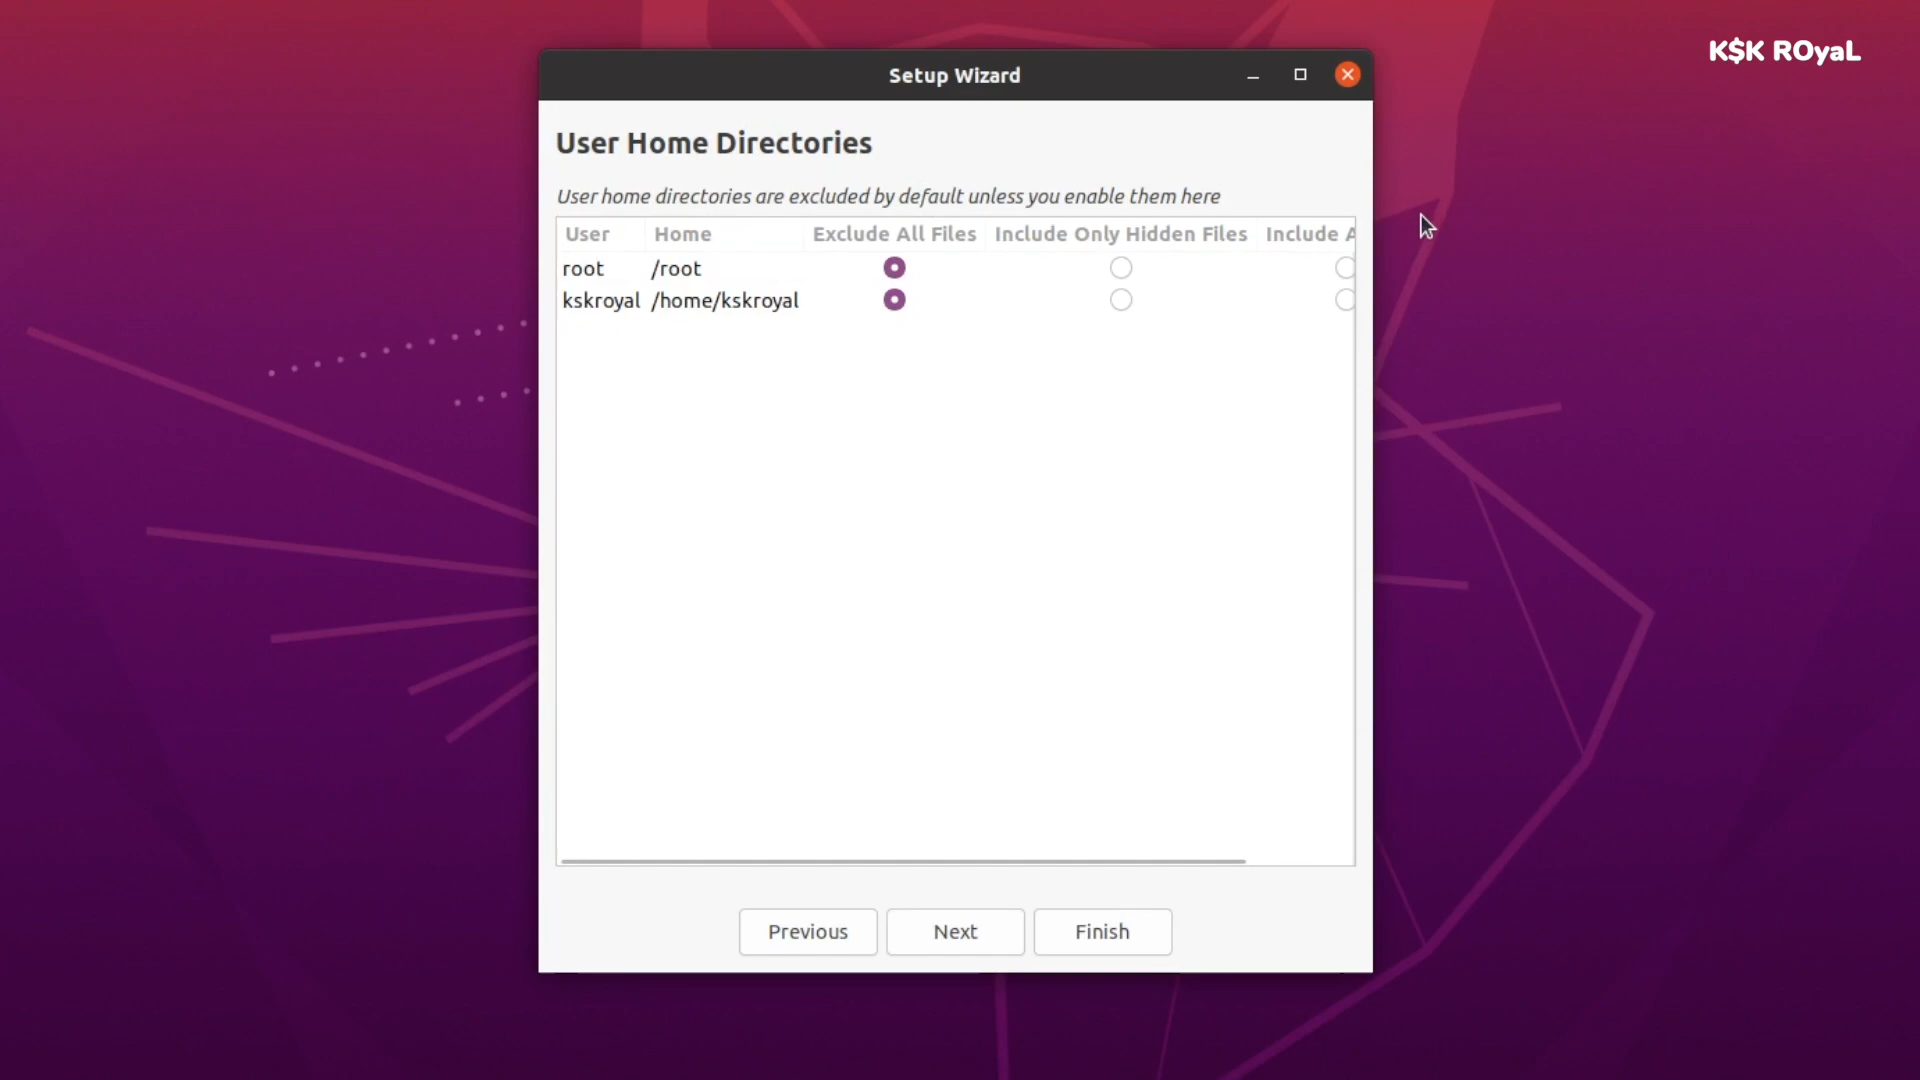 K$K ROyaL
Setup Wizard
User Home Directories
User home directories are excluded by default unless you enable them here
User Home Exclude All Files Include Only Hidden Files Include A
root /root
kskroyal /home/kskroyal
Previous Next Finish